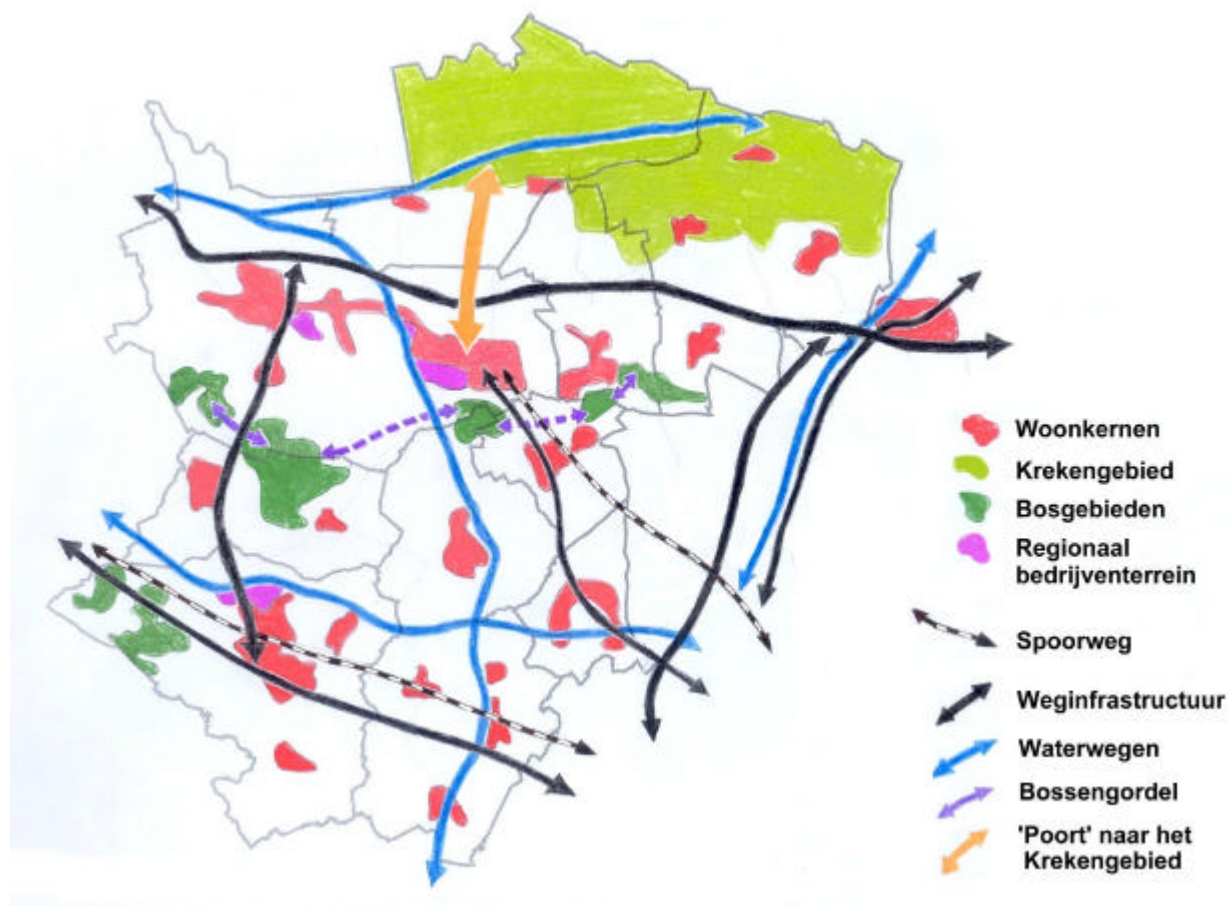 Woonkernen
Krekengebied
Bosgebieden
Regionaal
bedrijventerrein
Spoorweg
Weginfrastructuur
Waterwegen
Bossengordel
'Poort' naar het
Krekengebied